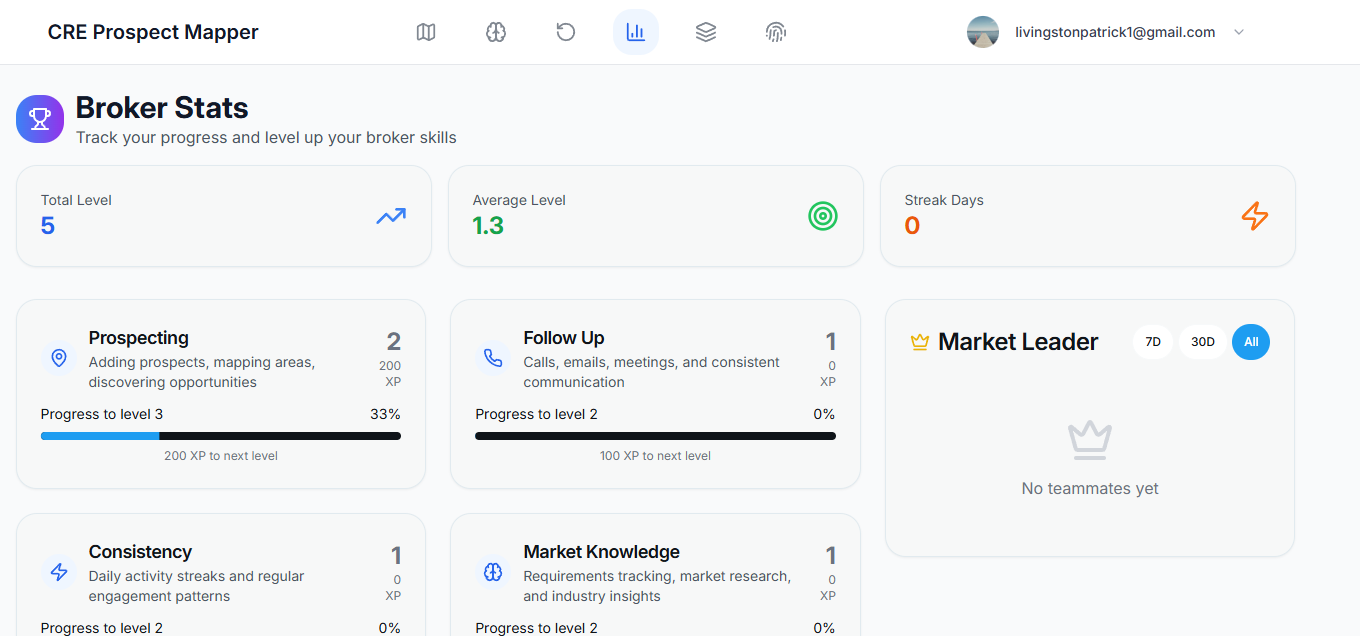 CRE Prospect Mapper
livingstonpatrick1@gmail.com
Broker Stats
Track your progress and level up your broker skills
Total Level
5
Average Level
1.3
Streak Days
0
Prospecting
2
Adding prospects, mapping areas,
discovering opportunities
200
XP
Progress to level 3
33%
200 XP to next level
Follow Up
1
Calls, emails, meetings, and consistent
communication
0
XP
Progress to level 2
0%
100 XP to next level
Market Leader
7D
30D
All
No teammates yet
Consistency
1
Daily activity streaks and regular
engagement patterns
0
XP
Progress to level 2
0%
Market Knowledge
1
Requirements tracking, market research,
and industry insights
0
XP
Progress to level 2
0%